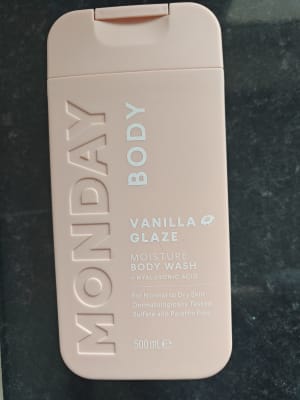 MONDAY
BODY
VANILLA
GLAZE
MOISTURE
BODY WASH
+ HYALURONIC ACID
For Normal to Dry Skin
Dermatologically Tested
Sulfate and Paraben Free
500 ml ℮